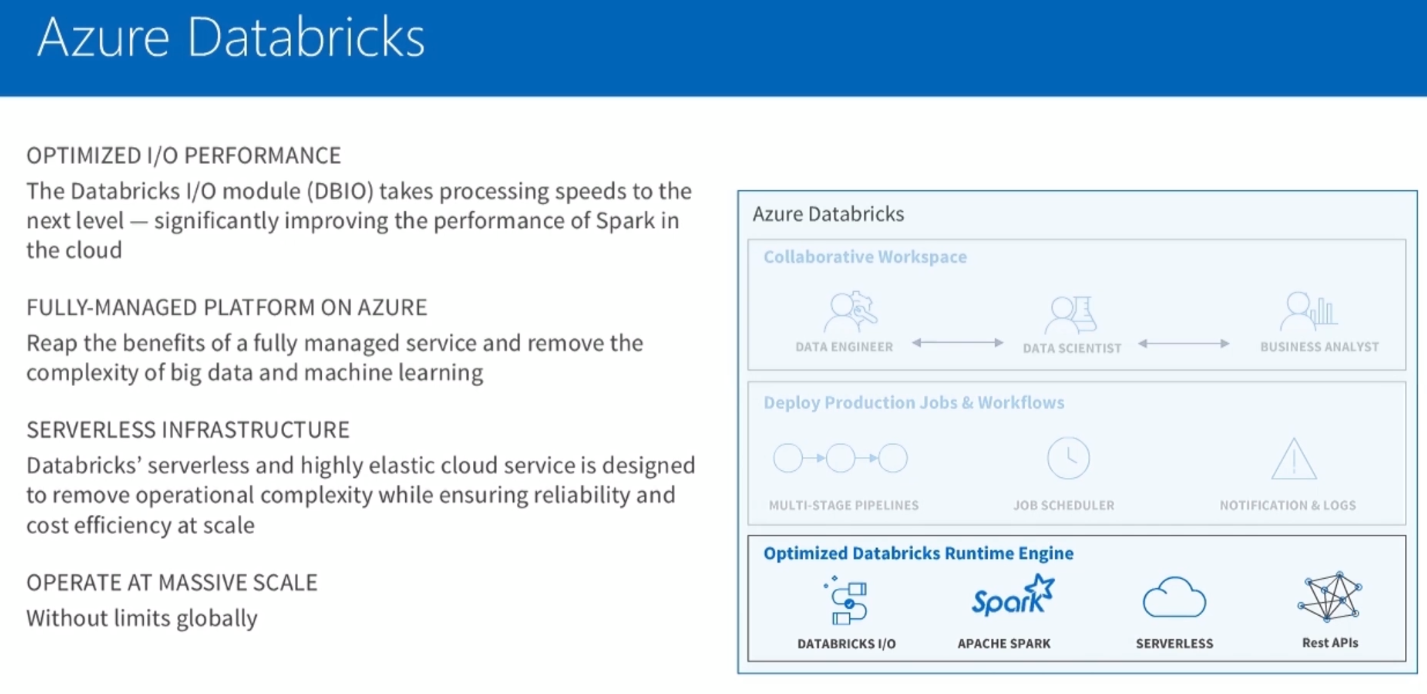 Azure Databricks
OPTIMIZED I/O PERFORMANCE
The Databricks I/O module (DBIO) takes processing speeds to the
next level — significantly improving the performance of Spark in
the cloud
FULLY-MANAGED PLATFORM ON AZURE
Reap the benefits of a fully managed service and remove the
complexity of big data and machine learning
SERVERLESS INFRASTRUCTURE
Databricks’ serverless and highly elastic cloud service is designed
to remove operational complexity while ensuring reliability and
cost efficiency at scale
OPERATE AT MASSIVE SCALE
Without limits globally
Azure Databricks
Collaborative Workspace
DATA ENGINEER DATA SCIENTIST BUSINESS ANALYST
Deploy Production Jobs & Workflows
MULTI-STAGE PIPELINES JOB SCHEDULER NOTIFICATION & LOGS
Optimized Databricks Runtime Engine
Spark
DATABRICKS I/O APACHE SPARK SERVERLESS Rest APIs